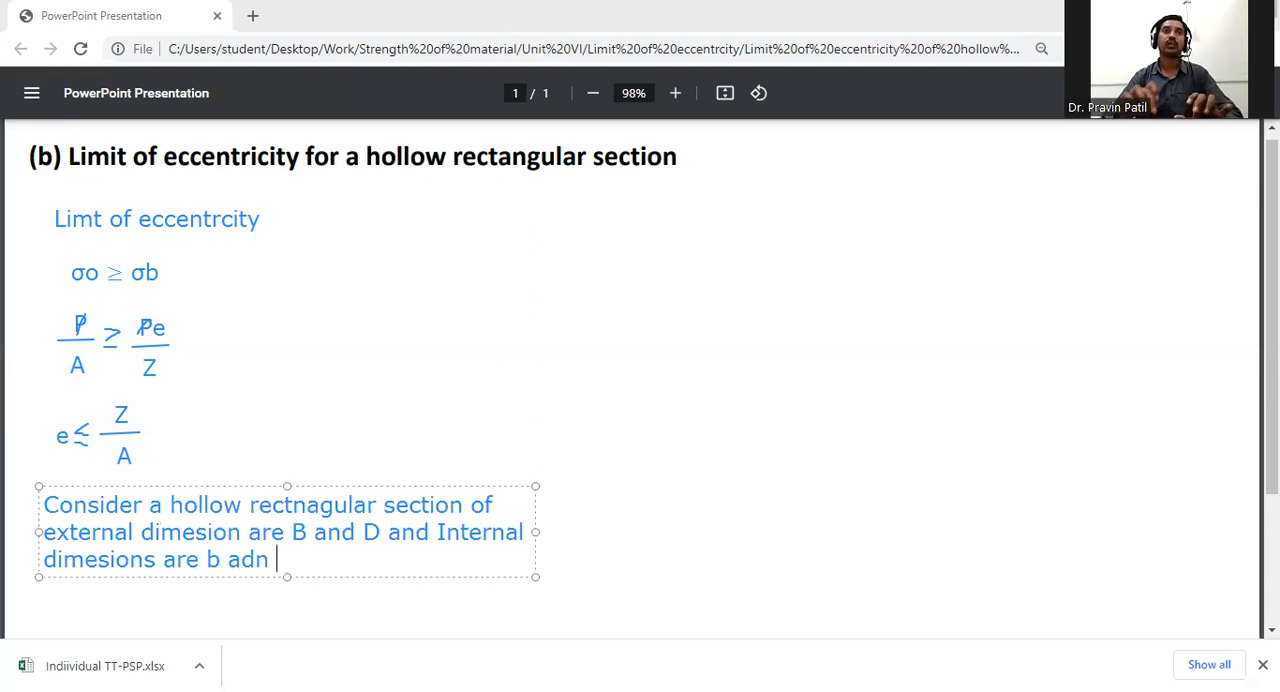 PowerPoint Presentation
File
C:/Users/student/Desktop/Work/Strength%20of%20material/Unit%20VI/Limit%20of%20eccentrcity/Limit%20of%20eccentricity%20of%20hollow%...
Dr. Pravin Patil
PowerPoint Presentation
1 / 1
98%
(b) Limit of eccentricity for a hollow rectangular section
Limt of eccentrcity
σo ≥ σb
P ≥ Pe
A Z
e ≤ Z
A
Consider a hollow rectnagular section of
external dimesion are B and D and Internal
dimesions are b adn
Indiividual TT-PSP.xlsx
Show all